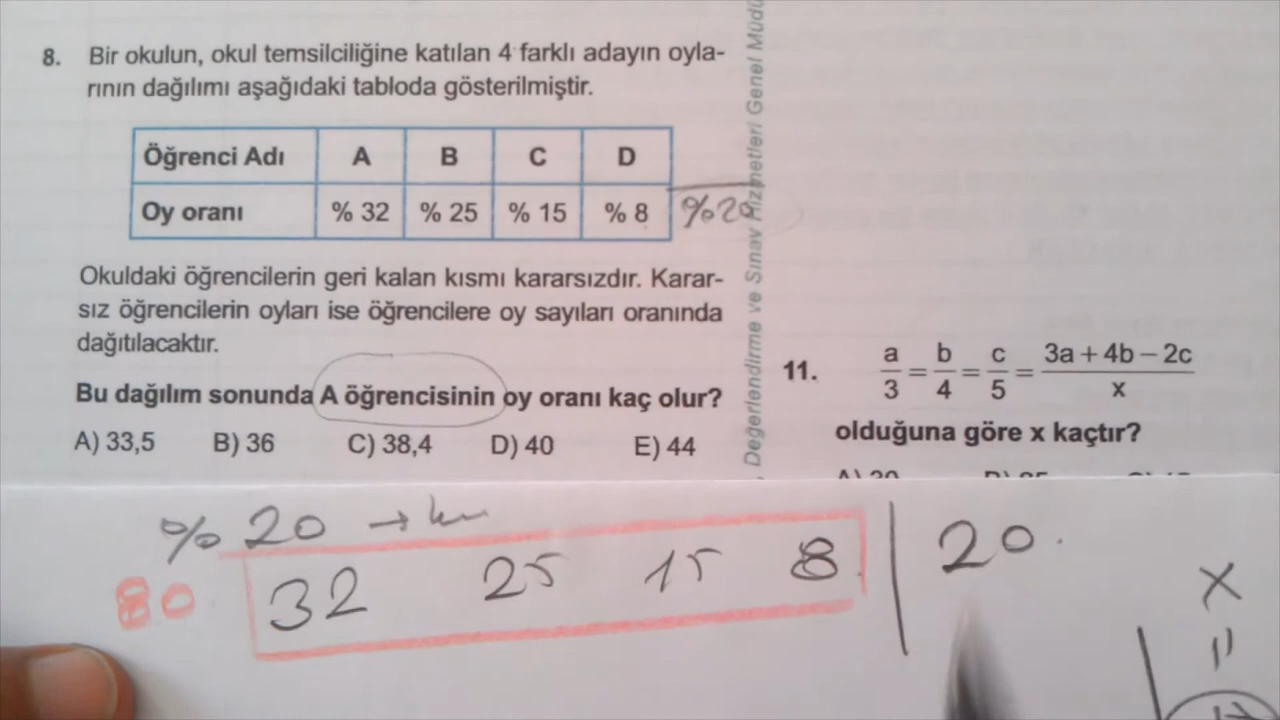 8. Bir okulun, okul temsilciliğine katılan 4 farklı adayın oyla-
rının dağılımı aşağıdaki tabloda gösterilmiştir.
Öğrenci Adı A B C D
Oy oranı % 32 % 25 % 15 % 8 %20
Okuldaki öğrencilerin geri kalan kısmı kararsızdır. Karar-
sız öğrencilerin oyları ise öğrencilere oy sayıları oranında
dağıtılacaktır.
Bu dağılım sonunda A öğrencisinin oy oranı kaç olur?
A) 33,5 B) 36 C) 38,4 D) 40 E) 44
Değerlendirme ve Sınav Hizmetleri Genel Müdü
11. a/3 = b/4 = c/5 = 3a + 4b – 2c/x
olduğuna göre x kaçtır?
% 20 →
80 32 25 15 8 20
x
=